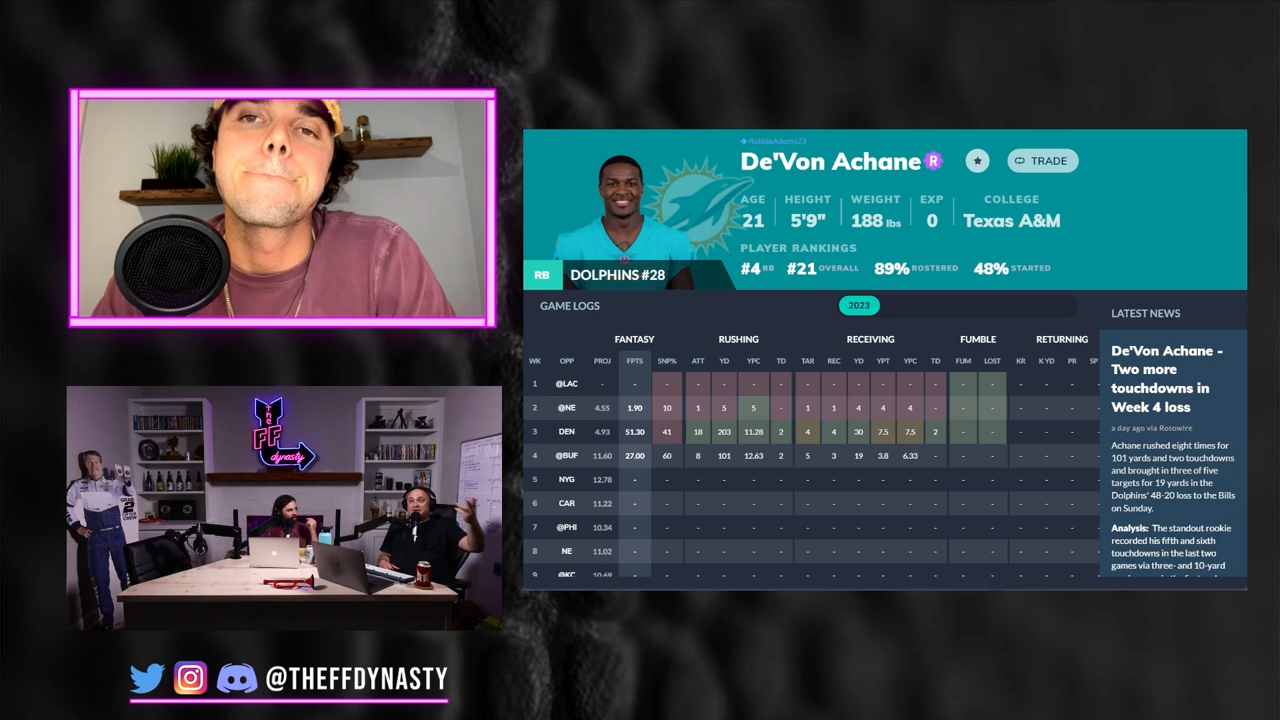 RobbieAdams23
De'Von Achane R
TRADE
AGE HEIGHT WEIGHT EXP COLLEGE
21 5'9" 188 lbs 0 Texas A&M
PLAYER RANKINGS
#4 RB #21 OVERALL 89% ROSTERED 48% STARTED
RB DOLPHINS #28
GAME LOGS
2023
FANTASY RUSHING RECEIVING FUMBLE RETURNING
WK OPP PROJ FPTS SNP% ATT YD YPC TD TAR REC YD YPT YPC TD FUM LOST KR KYD PR SP
1 @LAC - - - - - - - - - - - - - - - - - -
2 @NE 4.55 1.90 10 1 5 5 - 1 1 4 4 4 - - - - - - -
3 DEN 4.93 51.30 41 18 203 11.28 2 4 4 30 7.5 7.5 2 - - - - - -
4 @BUF 11.60 27.00 60 8 101 12.63 2 5 3 19 3.8 6.33 - - - - - - -
5 NYG 12.78 - - - - - - - - - - - - - - - - - -
6 CAR 11.22 - - - - - - - - - - - - - - - - - -
7 @PHI 10.34 - - - - - - - - - - - - - - - - - -
8 NE 11.02 - - - - - - - - - - - - - - - - - -
9 @KC 10.69
LATEST NEWS
De'Von Achane -
Two more
touchdowns in
Week 4 loss
a day ago via Rotowire
Achane rushed eight times for
101 yards and two touchdowns
and brought in three of five
targets for 19 yards in the
Dolphins' 48-20 loss to the Bills
on Sunday.
Analysis: The standout rookie
recorded his fifth and sixth
touchdowns in the last two
games via three- and 10-yard
The
FF
dynasty
@THEFFDYNASTY